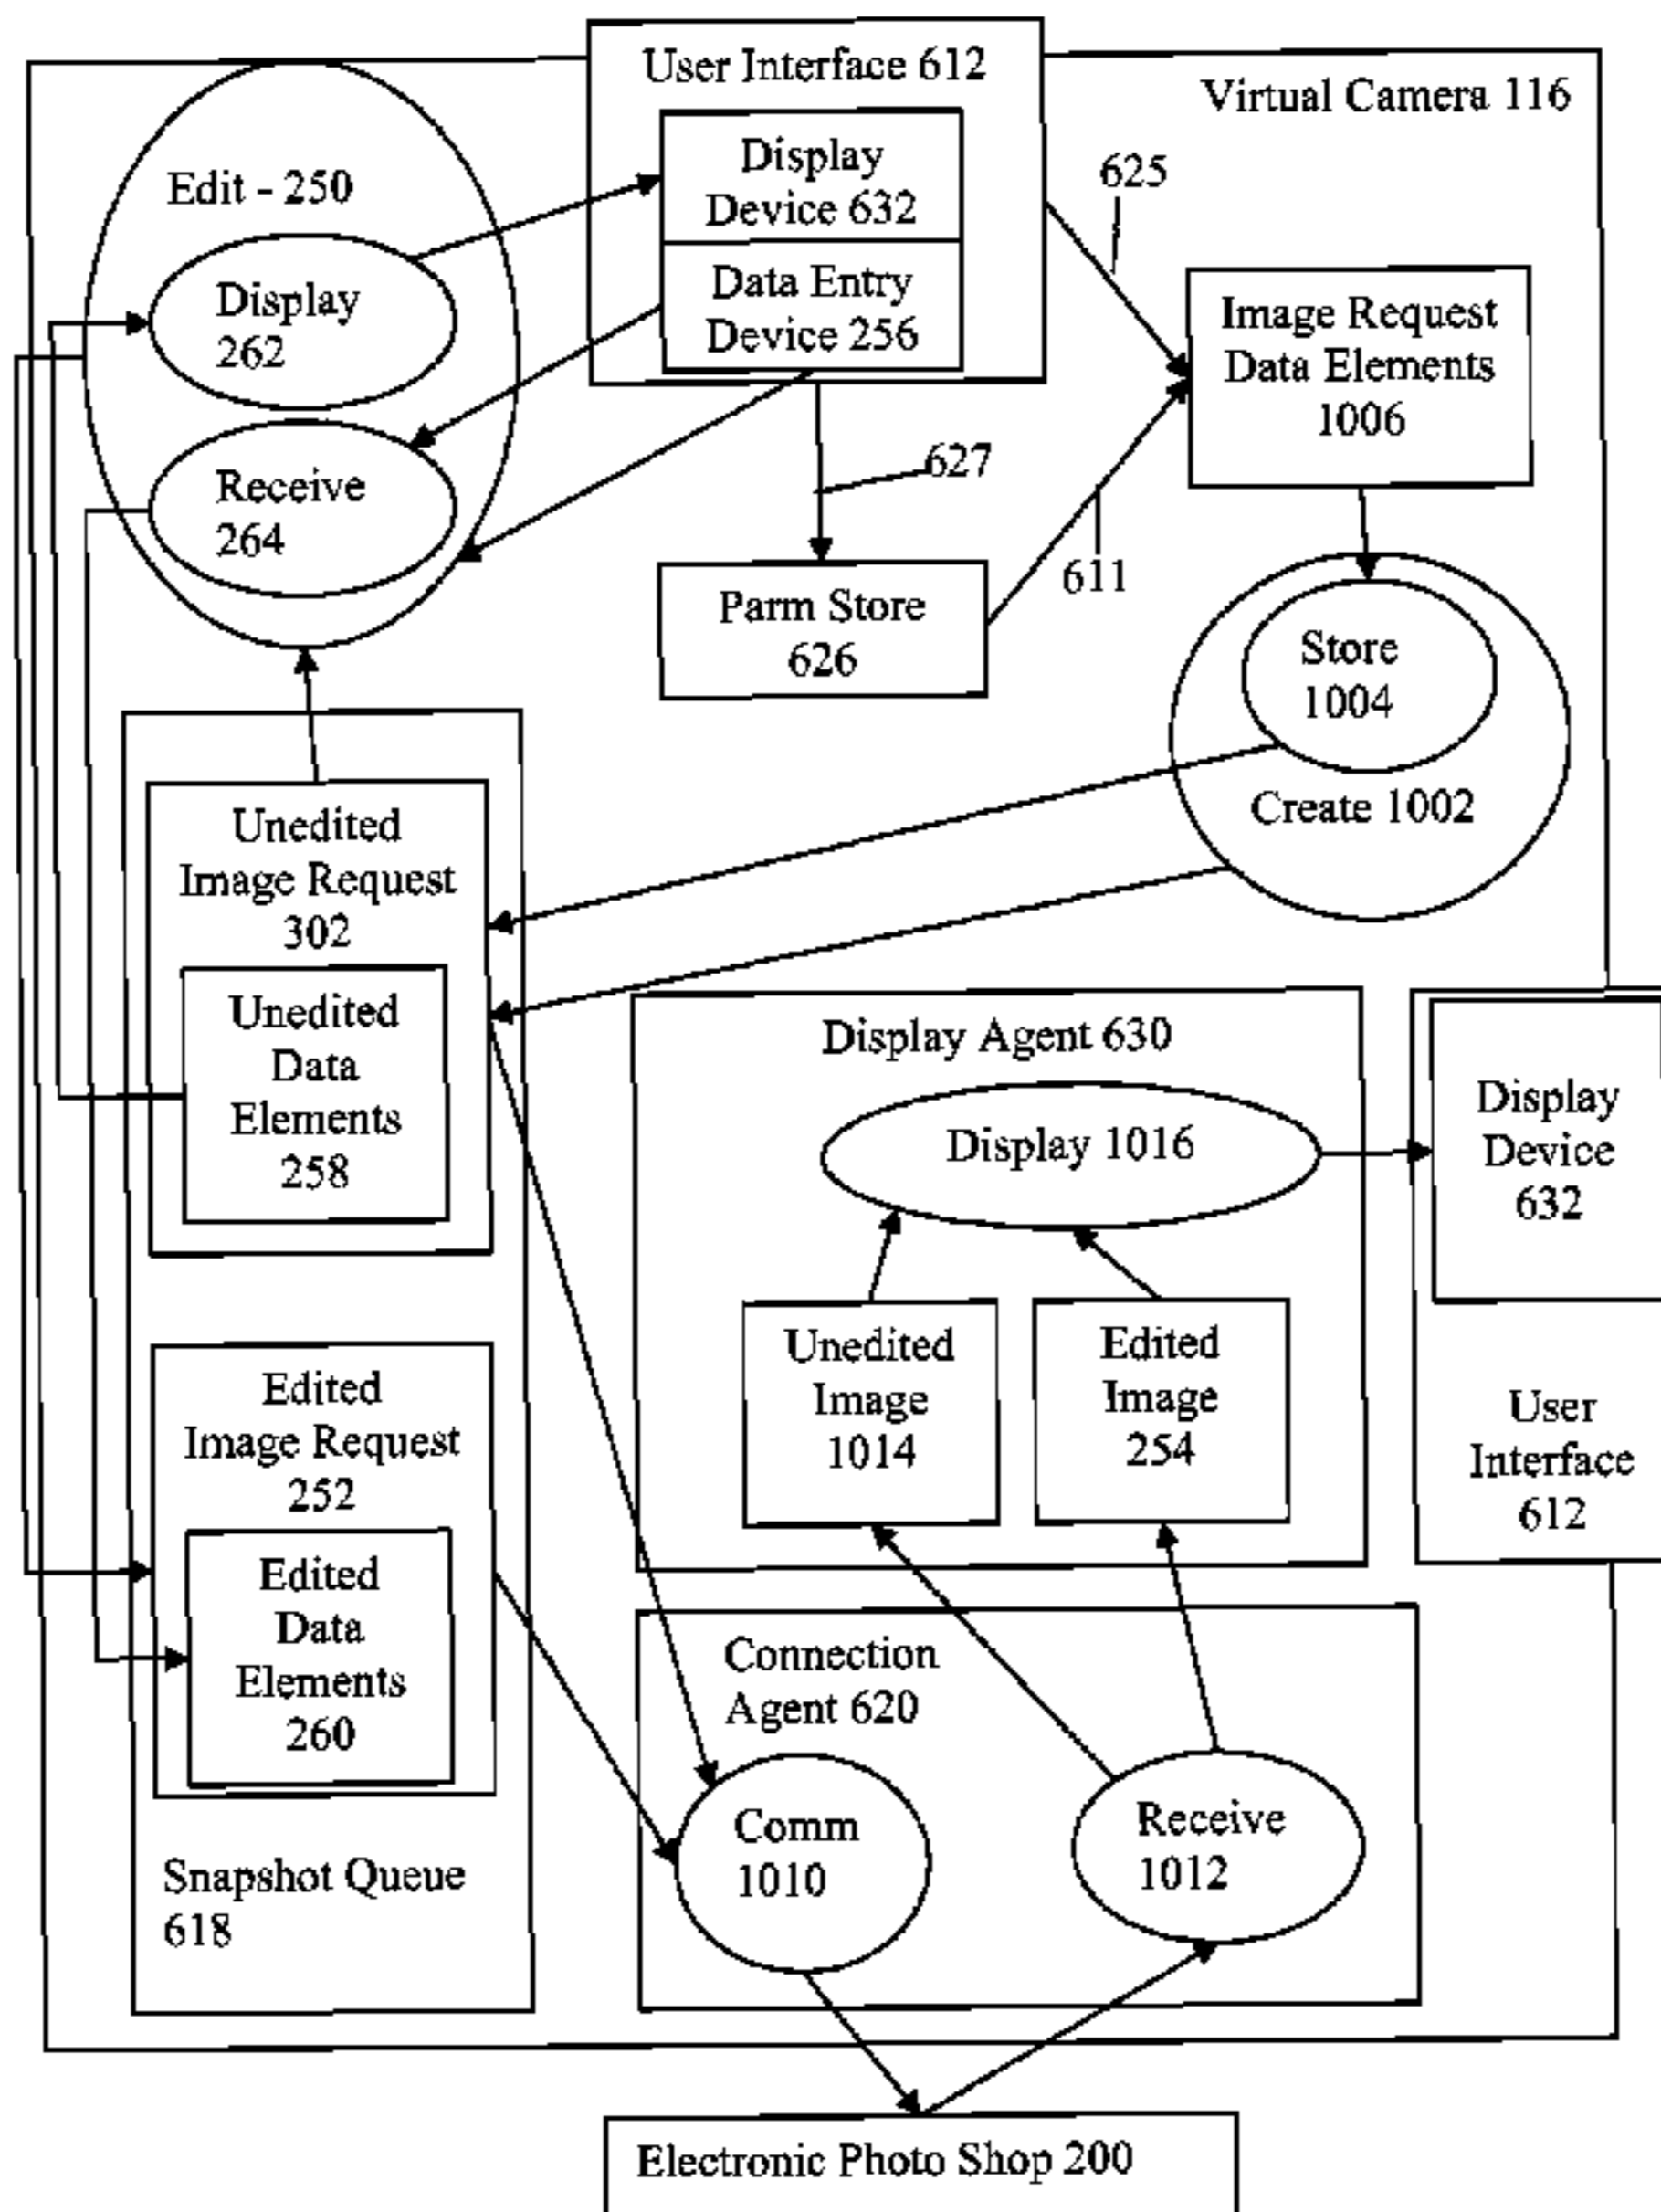 User Interface 612
Virtual Camera 116
Display
Device 632
625
Edit - 250
Data Entry
Device 256
Display
262
Image Request
Data Elements
1006
627
Receive
264
611
Parm Store
626
Store
1004
Create 1002
Unedited
Image Request
302
Unedited
Data
Elements
258
Display Agent 630
Display 1016
Display
Device
632
Unedited
Image
1014
Edited
Image
254
User
Interface
612
Edited
Image Request
252
Edited
Data
Elements
260
Connection
Agent 620
Comm
1010
Receive
1012
Snapshot Queue
618
Electronic Photo Shop 200